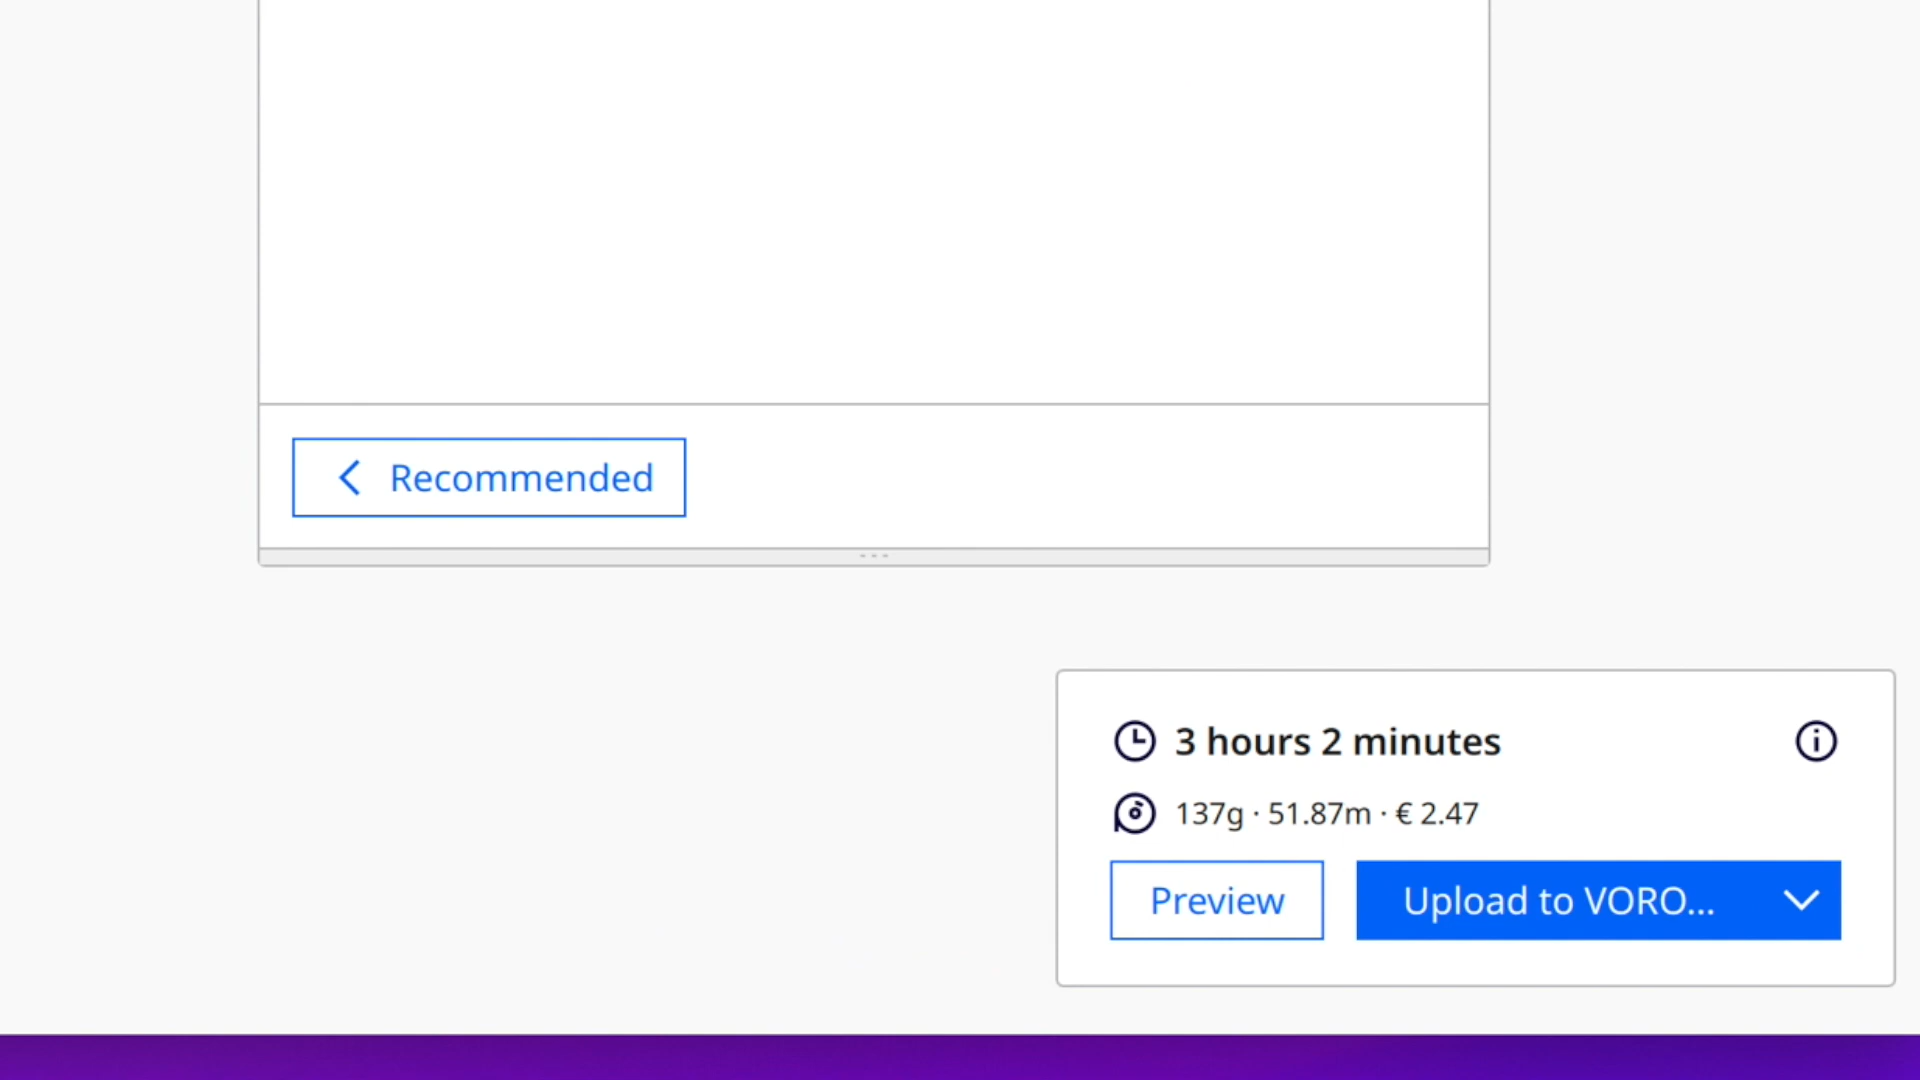 Recommended
3 hours 2 minutes
137g · 51.87m · € 2.47
Preview
Upload to VORO...